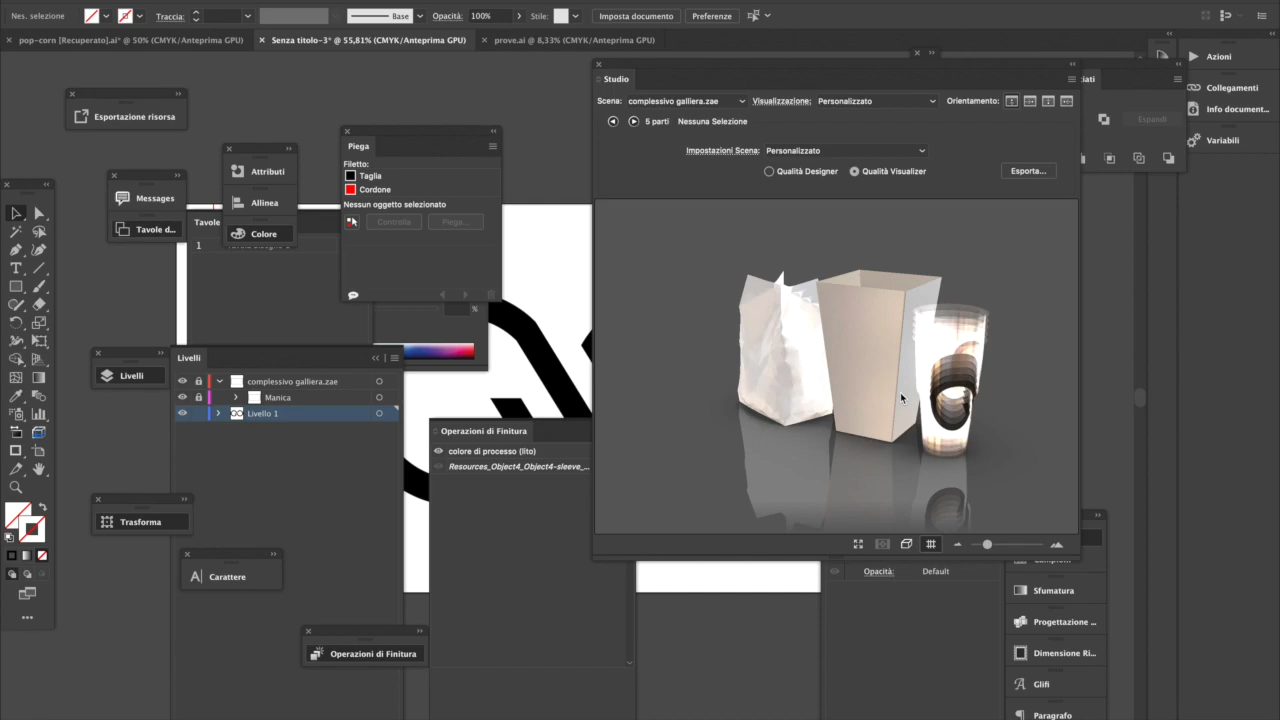 Nes. selezione
Traccia:
Base
Opacità: 100%
Stile:
Imposta documento
Preferenze
pop-corn [Recuperato].ai* @ 50% (CMYK/Anteprima GPU)
Senza titolo-3* @ 55,81% (CMYK/Anteprima GPU)
prove.ai @ 8,33% (CMYK/Anteprima GPU)
Azioni
Collegamenti
Info document...
Variabili
Espandi
Studio
Scena: complessivo galliera.zae
Visualizzazione: Personalizzato
Orientamento:
5 parti Nessuna Selezione
Impostazioni Scena: Personalizzato
Qualità Designer
Qualità Visualizer
Esporta...
Esportazione risorsa
Messages
Tavole d...
Attributi
Allinea
Colore
Tavole
1
Piega
Filetto:
Taglia
Cordone
Nessun oggetto selezionato
Controlla
Piega...
%
Livelli
Livelli
complessivo galliera.zae
Manica
Livello 1
Operazioni di Finitura
colore di processo (lito)
Resources_Object4_Object4-sleeve_...
Trasforma
Carattere
Operazioni di Finitura
Opacità: Default
Sfumatura
Progettazione ...
Dimensione Ri...
Glifi
Paragrafo